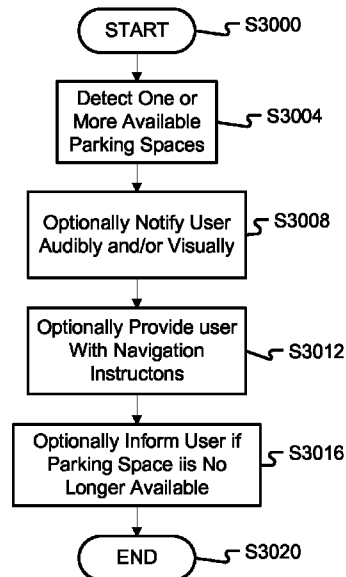 START
S3000
Detect One or
More Available
Parking Spaces
S3004
Optionally Notify User
Audibly and/or Visually
S3008
Optionally Provide user
With Navigation
Instructons
S3012
Optionally Inform User if
Parking Space iis No
Longer Available
S3016
END
S3020